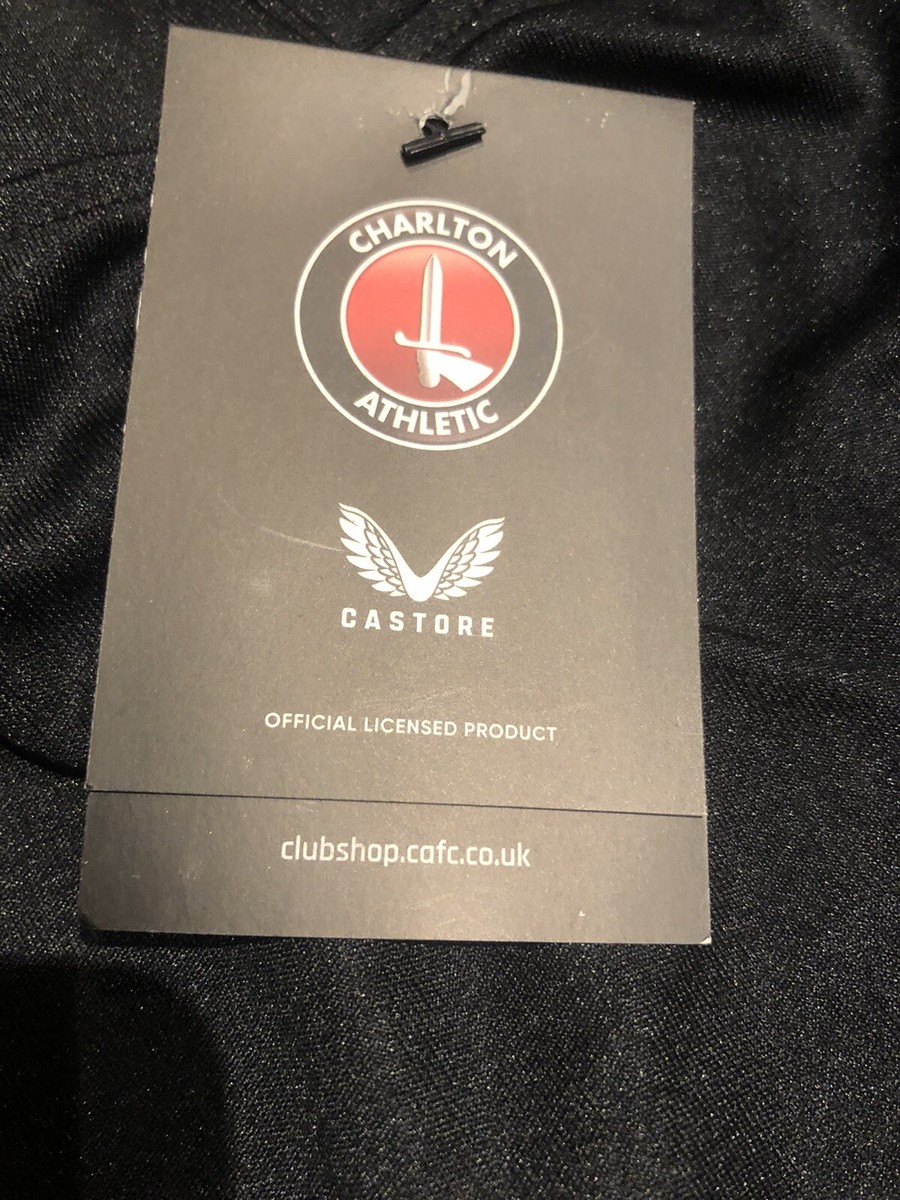 CHARLTON
ATHLETIC
CASTORE
OFFICIAL LICENSED PRODUCT
clubshop.cafc.co.uk